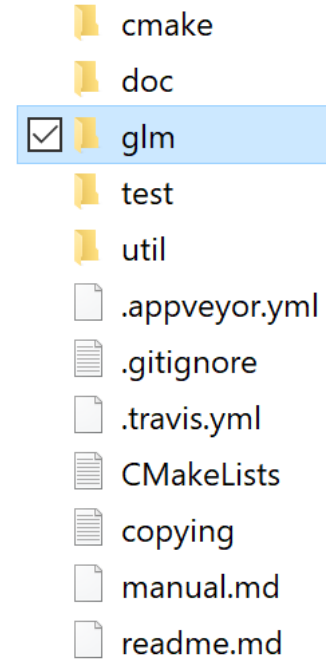 cmake
doc
glm
test
util
.appveyor.yml
.gitignore
.travis.yml
CMakeLists
copying
manual.md
readme.md